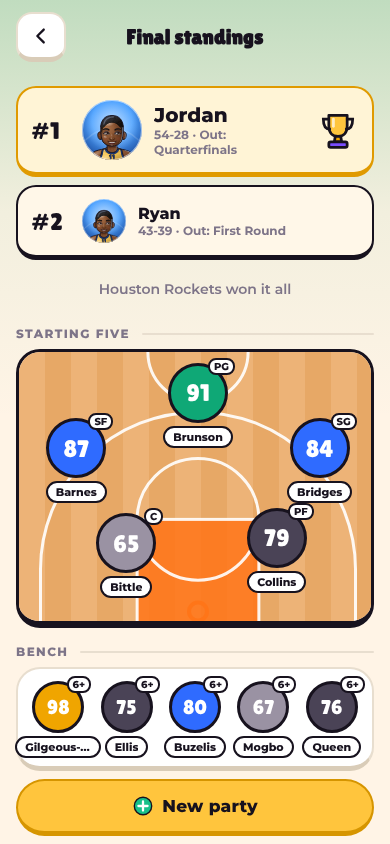 Final standings
#1
Jordan
54-28 · Out:
Quarterfinals
#2
Ryan
43-39 · Out: First Round
Houston Rockets won it all
STARTING FIVE
PG
91
Brunson
SF
87
Barnes
SG
84
Bridges
C
65
Bittle
PF
79
Collins
BENCH
6+
98
Gilgeous-...
6+
75
Ellis
6+
80
Buzelis
6+
67
Mogbo
6+
76
Queen
New party